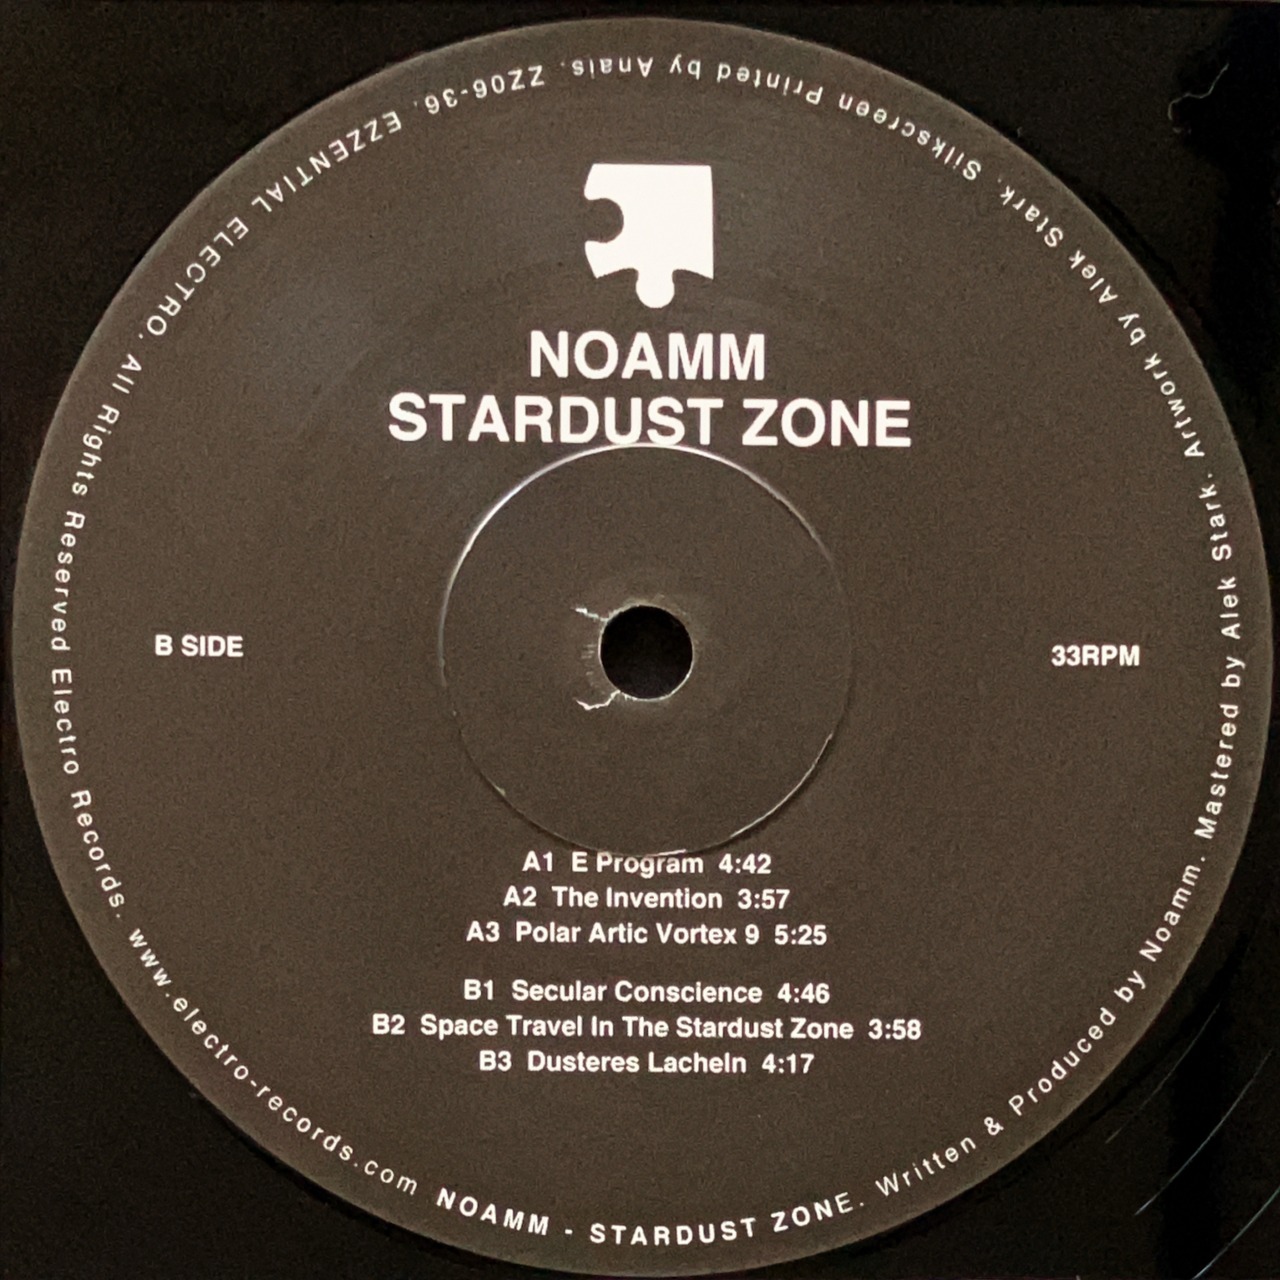 NOAMM
STARDUST ZONE
B SIDE
33RPM
A1 E Program 4:42
A2 The Invention 3:57
A3 Polar Artic Vortex 9 5:25
B1 Secular Conscience 4:46
B2 Space Travel In The Stardust Zone 3:58
B3 Dusteres Lacheln 4:17
NOAMM - STARDUST ZONE. Written & Produced by Noamm. Mastered by Alek Stark. Artwork by Alek Stark. Silkscreen Printed by Anais. ZZ06-36. EZZENTIAL ELECTRO. All Rights Reserved Electro Records. www.electro-records.com